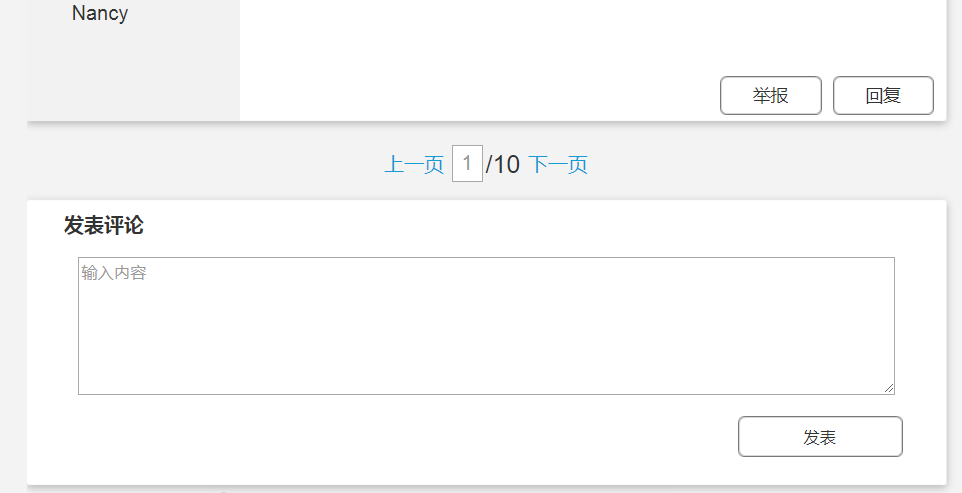 Nancy
举报 回复
上一页 1 /10 下一页
发表评论
输入内容
发表